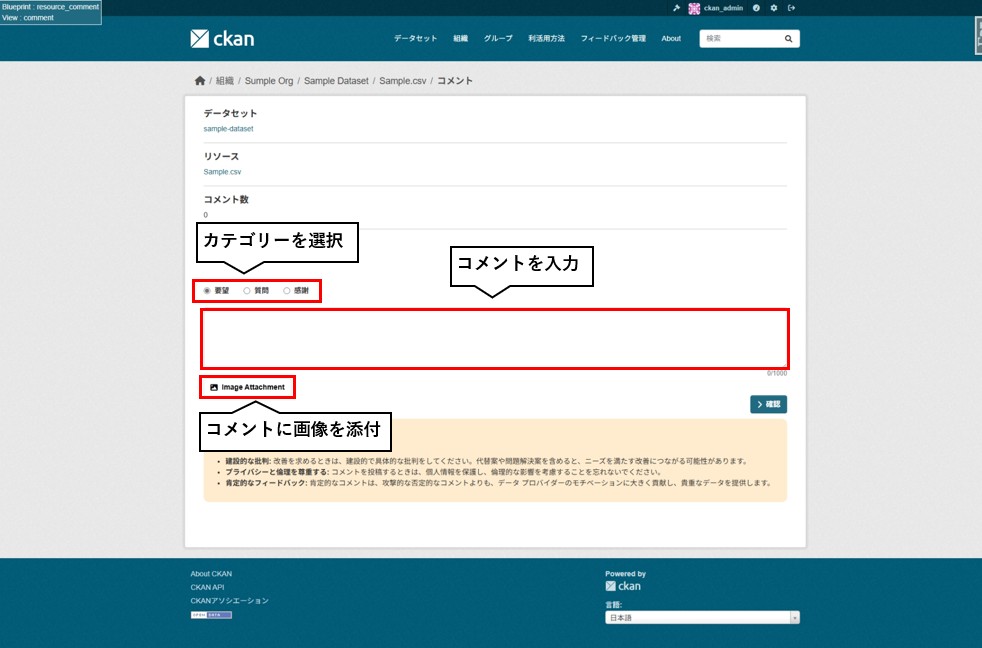 Blueprint : resource_comment
View : comment
ckan_admin
ckan
データセット 組織 グループ 利活用方法 フィードバック管理 About 検索
/ 組織 / Sumple Org / Sample Dataset / Sample.csv / コメント
データセット
sample-dataset
リソース
Sample.csv
コメント数
0
カテゴリーを選択
コメントを入力
要望 質問 感謝
0/1000
Image Attachment
確認
コメントに画像を添付
建設的な批判: 改善を求めるときは、建設的で具体的な批判をしてください。代替案や問題解決案を含めると、ニーズを満たす改善につながる可能性があります。
プライバシーと倫理を尊重する: コメントを投稿するときは、個人情報を保護し、倫理的な影響を考慮することを忘れないでください。
肯定的なフィードバック: 肯定的なコメントは、攻撃的な否定的なコメントよりも、データ プロバイダーのモチベーションに大きく貢献し、貴重なデータを提供します。
About CKAN
CKAN API
CKANアソシエーション
OPEN DATA
Powered by
ckan
言語:
日本語